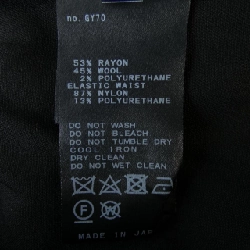 no. GY70
53% RAYON
45% WOOL
2% POLYURETHANE
ELASTIC WAIST
87% NYLON
13% POLYURETHANE
DO NOT WASH
DO NOT BLEACH
DO NOT TUMBLE DRY
COOL IRON
DRY CLEAN
DO NOT WET CLEAN
F W
MADE IN JAP